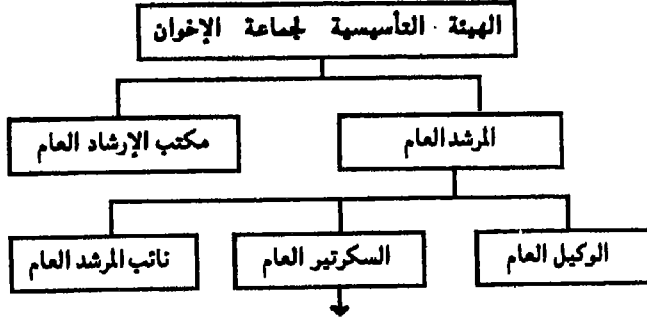 الهيئة التأسيسية لجماعة الإخوان
المرشد العام
مكتب الإرشاد العام
الوكيل العام
السكرتير العام
نائب المرشد العام